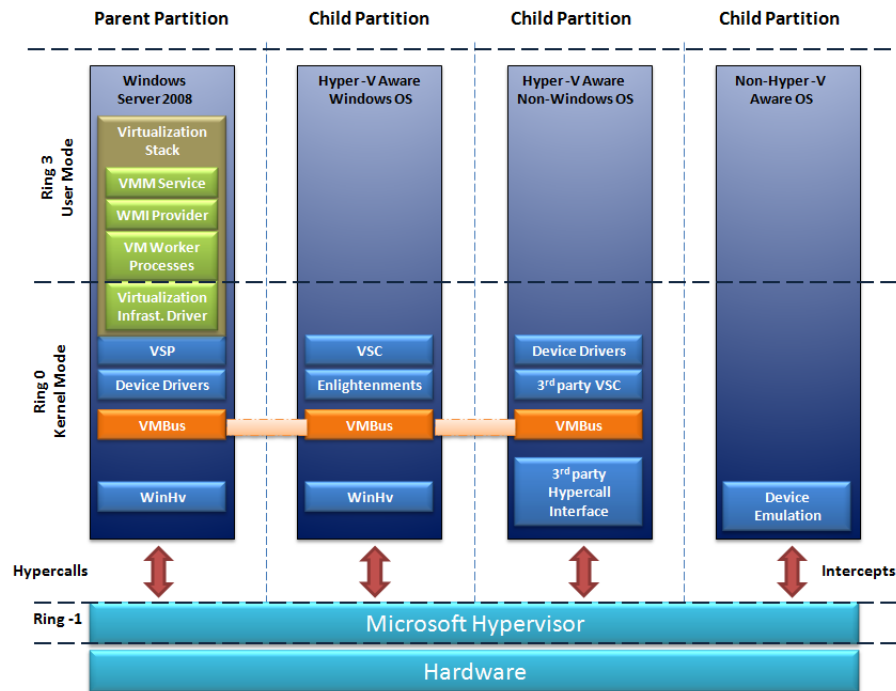 Parent Partition
Child Partition
Child Partition
Child Partition
Ring 3
User Mode
Windows
Server 2008
Virtualization
Stack
VMM Service
WMI Provider
VM Worker
Processes
Hyper -V Aware
Windows OS
Hyper -V Aware
Non-Windows OS
Non-Hyper -V
Aware OS
Ring 0
Kernel Mode
Virtualization
Infrast. Driver
VSP
Device Drivers
VMBus
WinHv
VSC
Enlightenments
VMBus
WinHv
Device Drivers
3rd party VSC
VMBus
3rd party
Hypercall
Interface
Device
Emulation
Hypercalls
Intercepts
Ring -1
Microsoft Hypervisor
Hardware